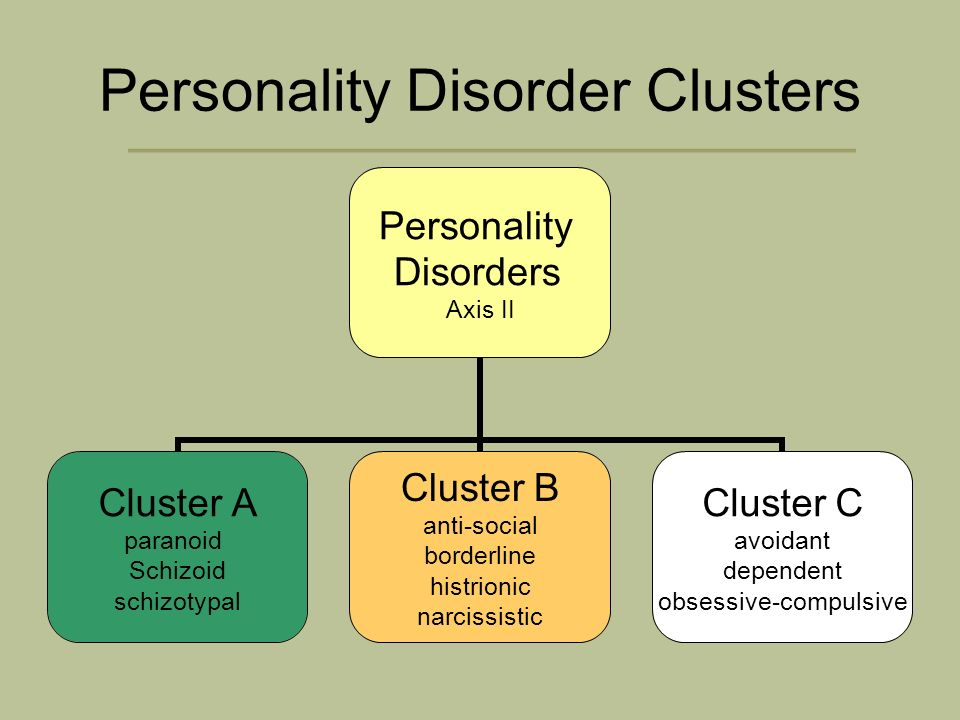 Personality Disorder Clusters
Personality
Disorders
Axis II
Cluster A
paranoid
Schizoid
schizotypal
Cluster B
anti-social
borderline
histrionic
narcissistic
Cluster C
avoidant
dependent
obsessive-compulsive